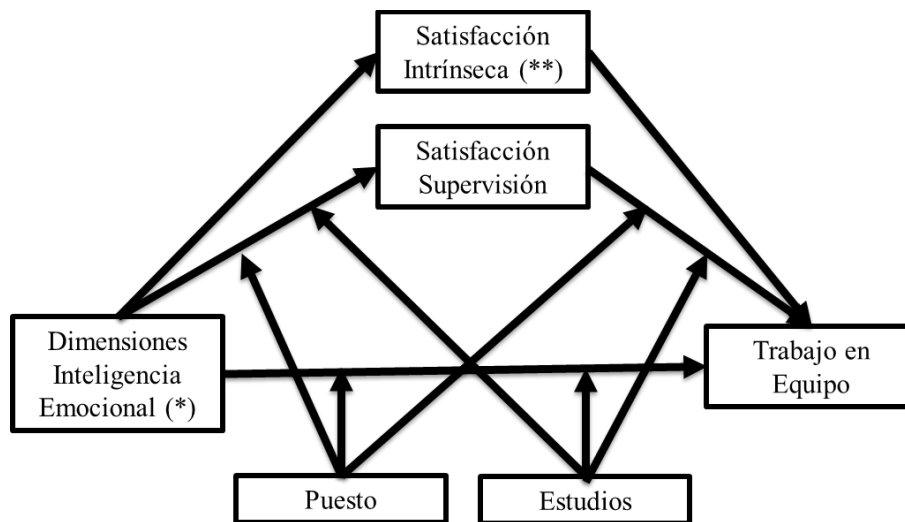 Satisfacción
Intrínseca (**)
Satisfacción
Supervisión
Dimensiones
Inteligencia
Emocional (*)
Trabajo en
Equipo
Puesto
Estudios